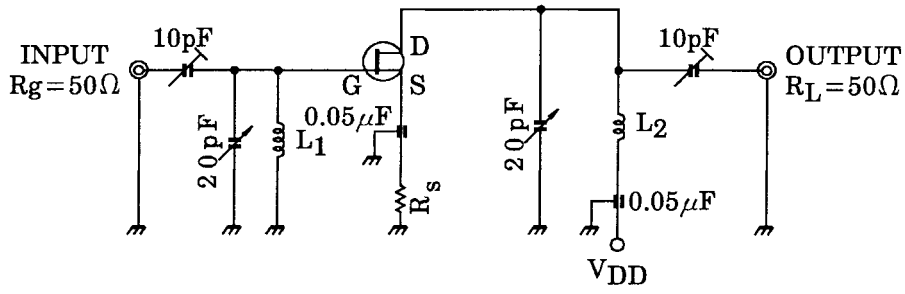 INPUT
Rg=50Ω
10pF
G
D
S
20pF
L1
0.05μF
Rs
20pF
L2
0.05μF
VDD
10pF
OUTPUT
RL=50Ω